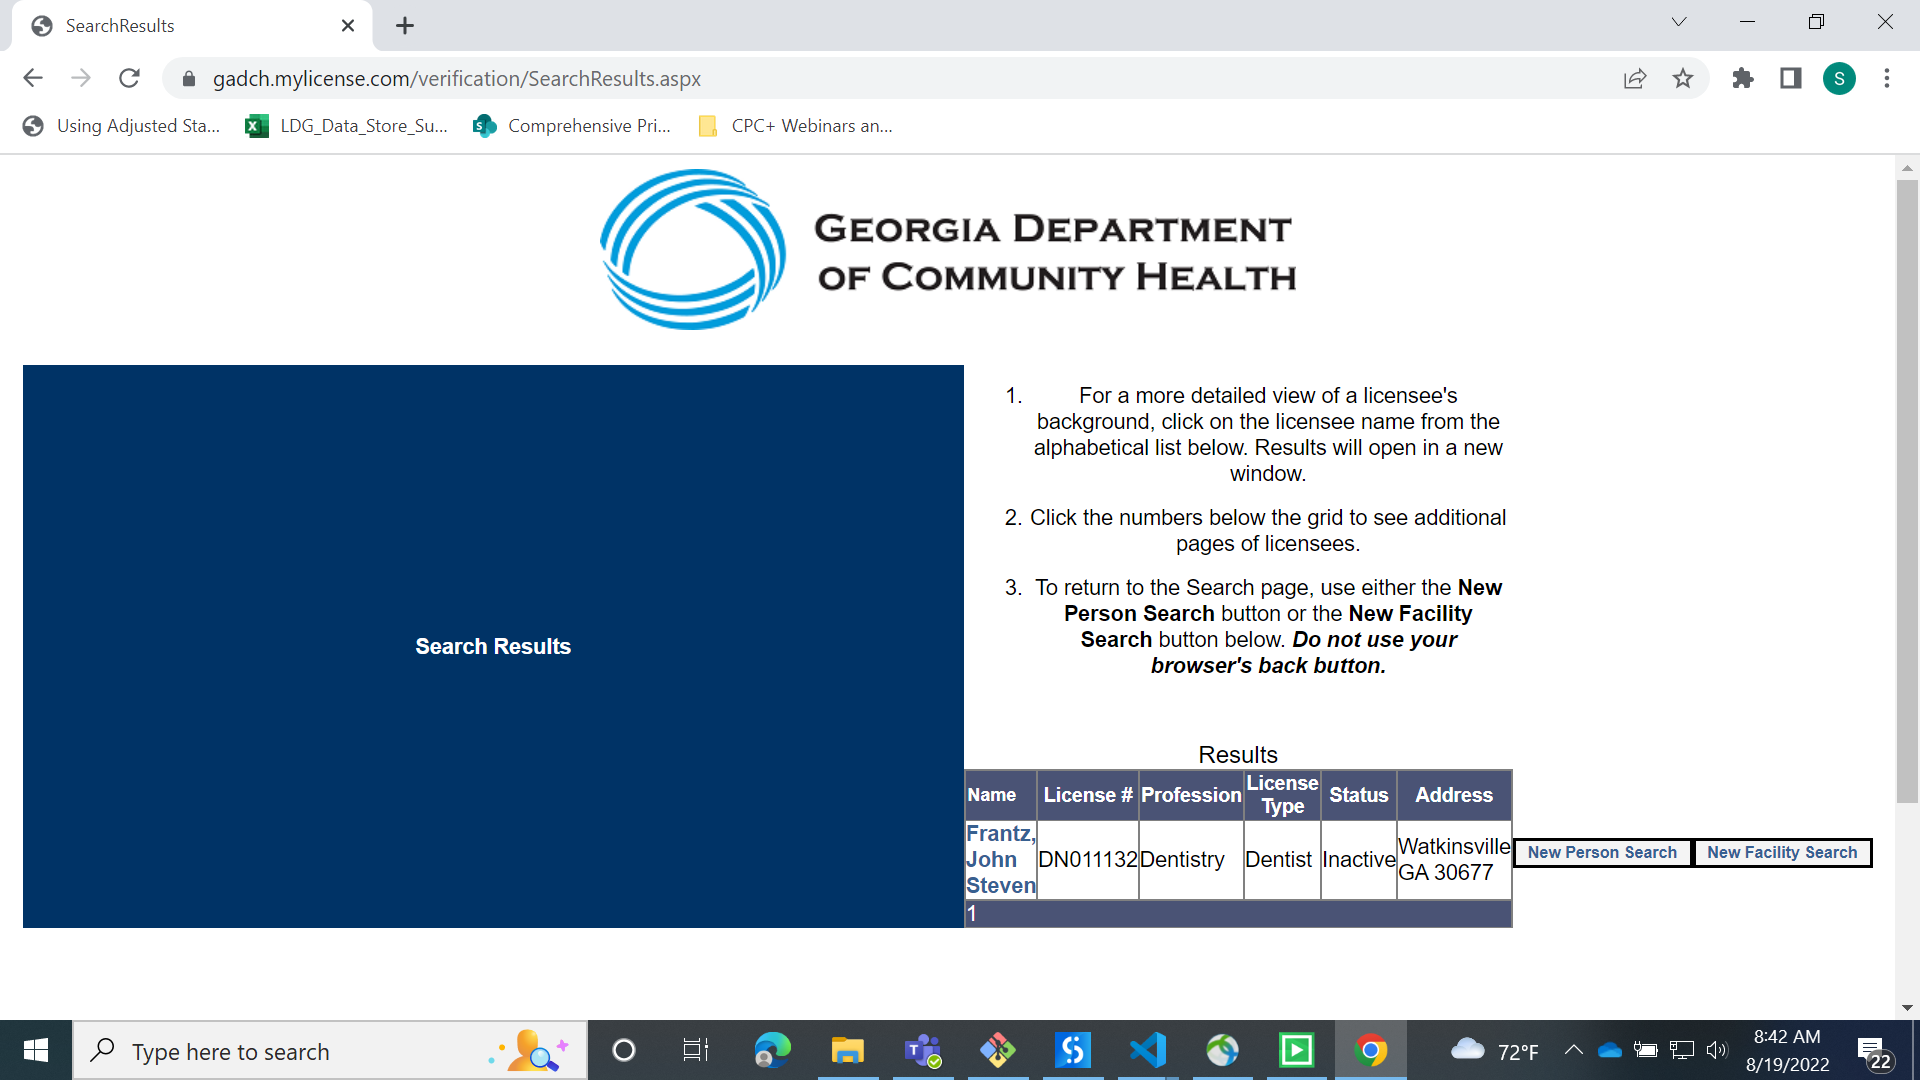 SearchResults
gadch.mylicense.com/verification/SearchResults.aspx
S
Using Adjusted Sta...
LDG_Data_Store_Su...
Comprehensive Pri...
CPC+ Webinars an...
GEORGIA DEPARTMENT
OF COMMUNITY HEALTH
Search Results
1. For a more detailed view of a licensee's
background, click on the licensee name from the
alphabetical list below. Results will open in a new
window.
2. Click the numbers below the grid to see additional
pages of licensees.
3. To return to the Search page, use either the New
Person Search button or the New Facility
Search button below. Do not use your
browser's back button.
Results
Name License # Profession License Type Status Address
Frantz, John Steven DN011132 Dentistry Dentist Inactive Watkinsville GA 30677
1
New Person Search New Facility Search
Type here to search
72°F
8:42 AM
8/19/2022
22